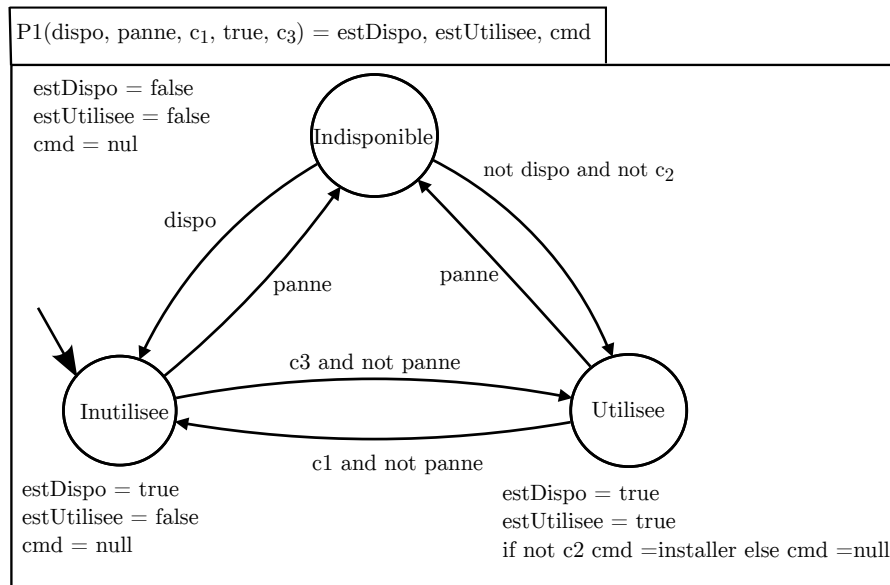 P1(dispo, panne, c₁, true, c₃) = estDispo, estUtilisee, cmd
estDispo = false
estUtilisee = false
cmd = nul
Indisponible
not dispo and not c₂
dispo
panne
panne
c3 and not panne
Inutilisee
Utilisee
c1 and not panne
estDispo = true
estUtilisee = false
cmd = null
estDispo = true
estUtilisee = true
if not c2 cmd =installer else cmd =null